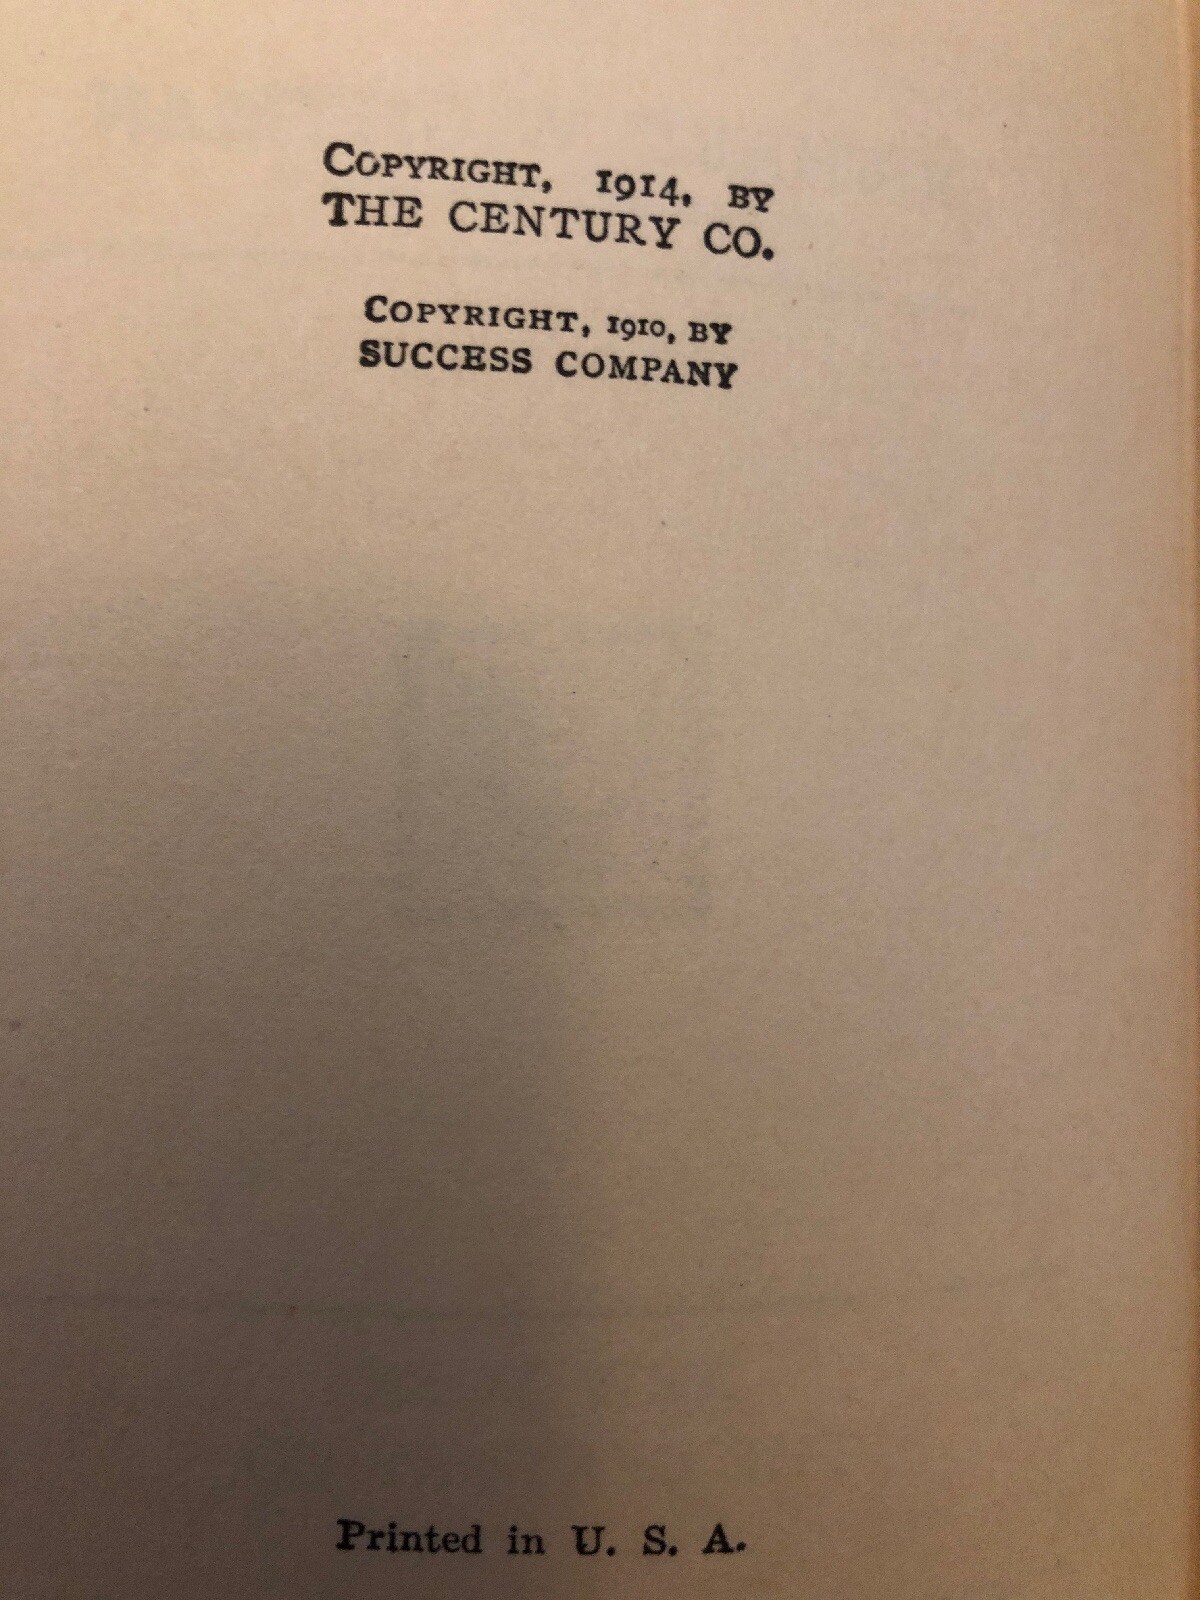 COPYRIGHT, 1914, BY
THE CENTURY CO.
COPYRIGHT, 1910, BY
SUCCESS COMPANY
Printed in U. S. A.